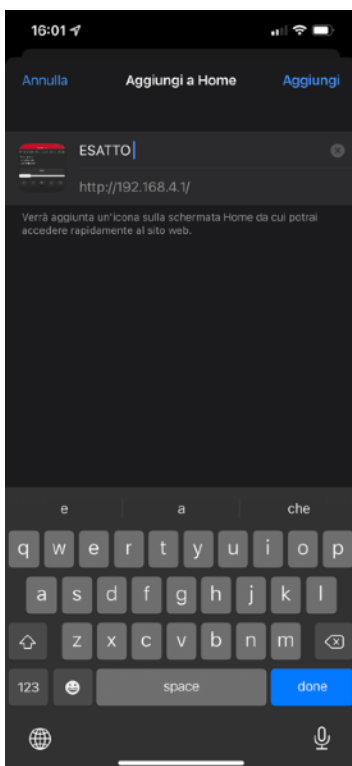 16:01
Annulla Aggiungi a Home Aggiungi
ESATTO
http://192.168.4.1/
Verrà aggiunta un'icona sulla schermata Home da cui potrai
accedere rapidamente al sito web.
e a che
q w e r t y u i o p
a s d f g h j k l
z x c v b n m
123 space done